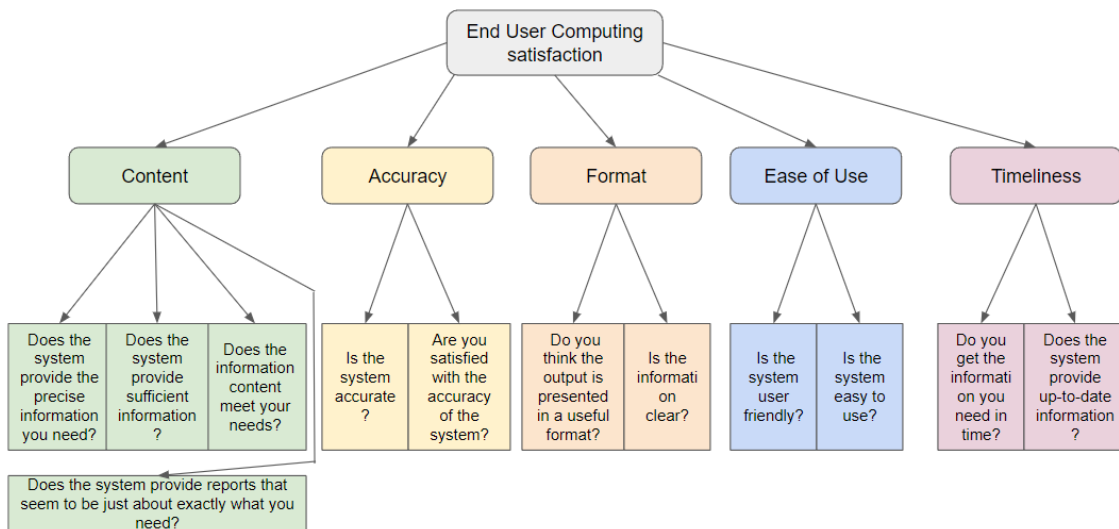 End User Computing
satisfaction
Content
Accuracy
Format
Ease of Use
Timeliness
Does the
system
provide the
precise
information
you need?
Does the
system
provide
sufficient
information
?
Does the
information
content
meet your
needs?
Is the
system
accurate
?
Are you
satisfied
with the
accuracy
of the
system?
Do you
think the
output is
presented
in a useful
format?
Is the
informati
on
clear?
Is the
system
user
friendly?
Is the
system
easy to
use?
Do you
get the
informati
on you
need in
time?
Does the
system
provide
up-to-date
information
?
Does the system provide reports that
seem to be just about exactly what you
need?